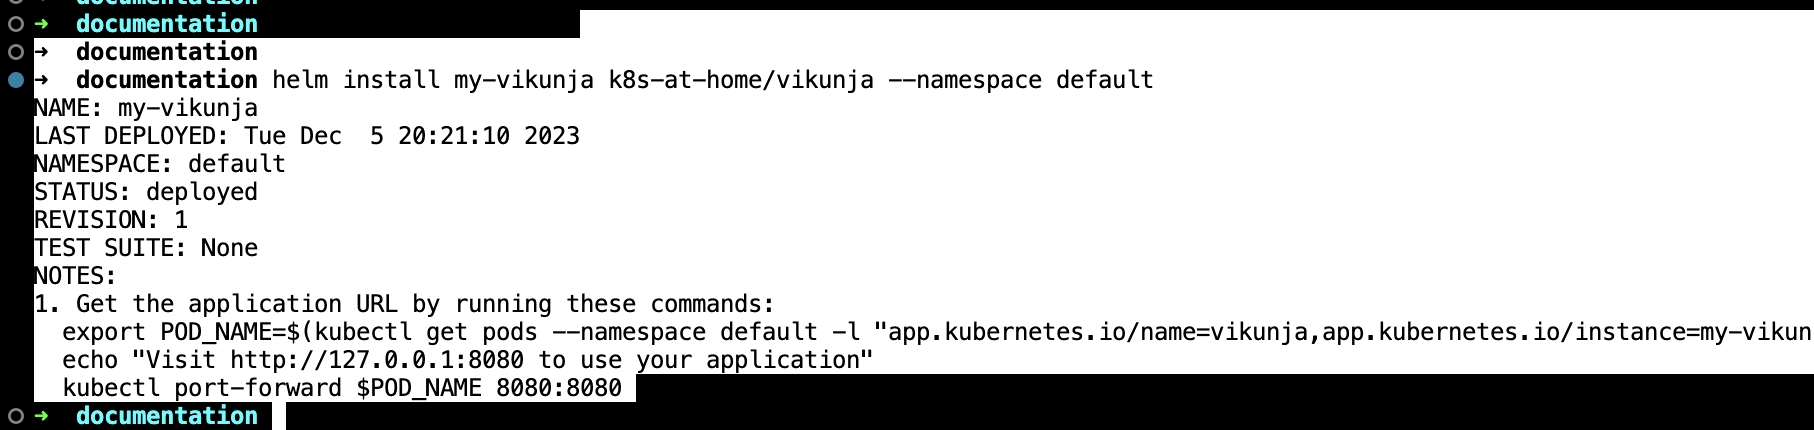 documentation
→ documentation
→ documentation
→ documentation helm install my-vikunja k8s-at-home/vikunja --namespace default
NAME: my-vikunja
LAST DEPLOYED: Tue Dec  5 20:21:10 2023
NAMESPACE: default
STATUS: deployed
REVISION: 1
TEST SUITE: None
NOTES:
1. Get the application URL by running these commands:
  export POD_NAME=$(kubectl get pods --namespace default -l "app.kubernetes.io/name=vikunja,app.kubernetes.io/instance=my-vikun
  echo "Visit http://127.0.0.1:8080 to use your application"
  kubectl port-forward $POD_NAME 8080:8080
→ documentation